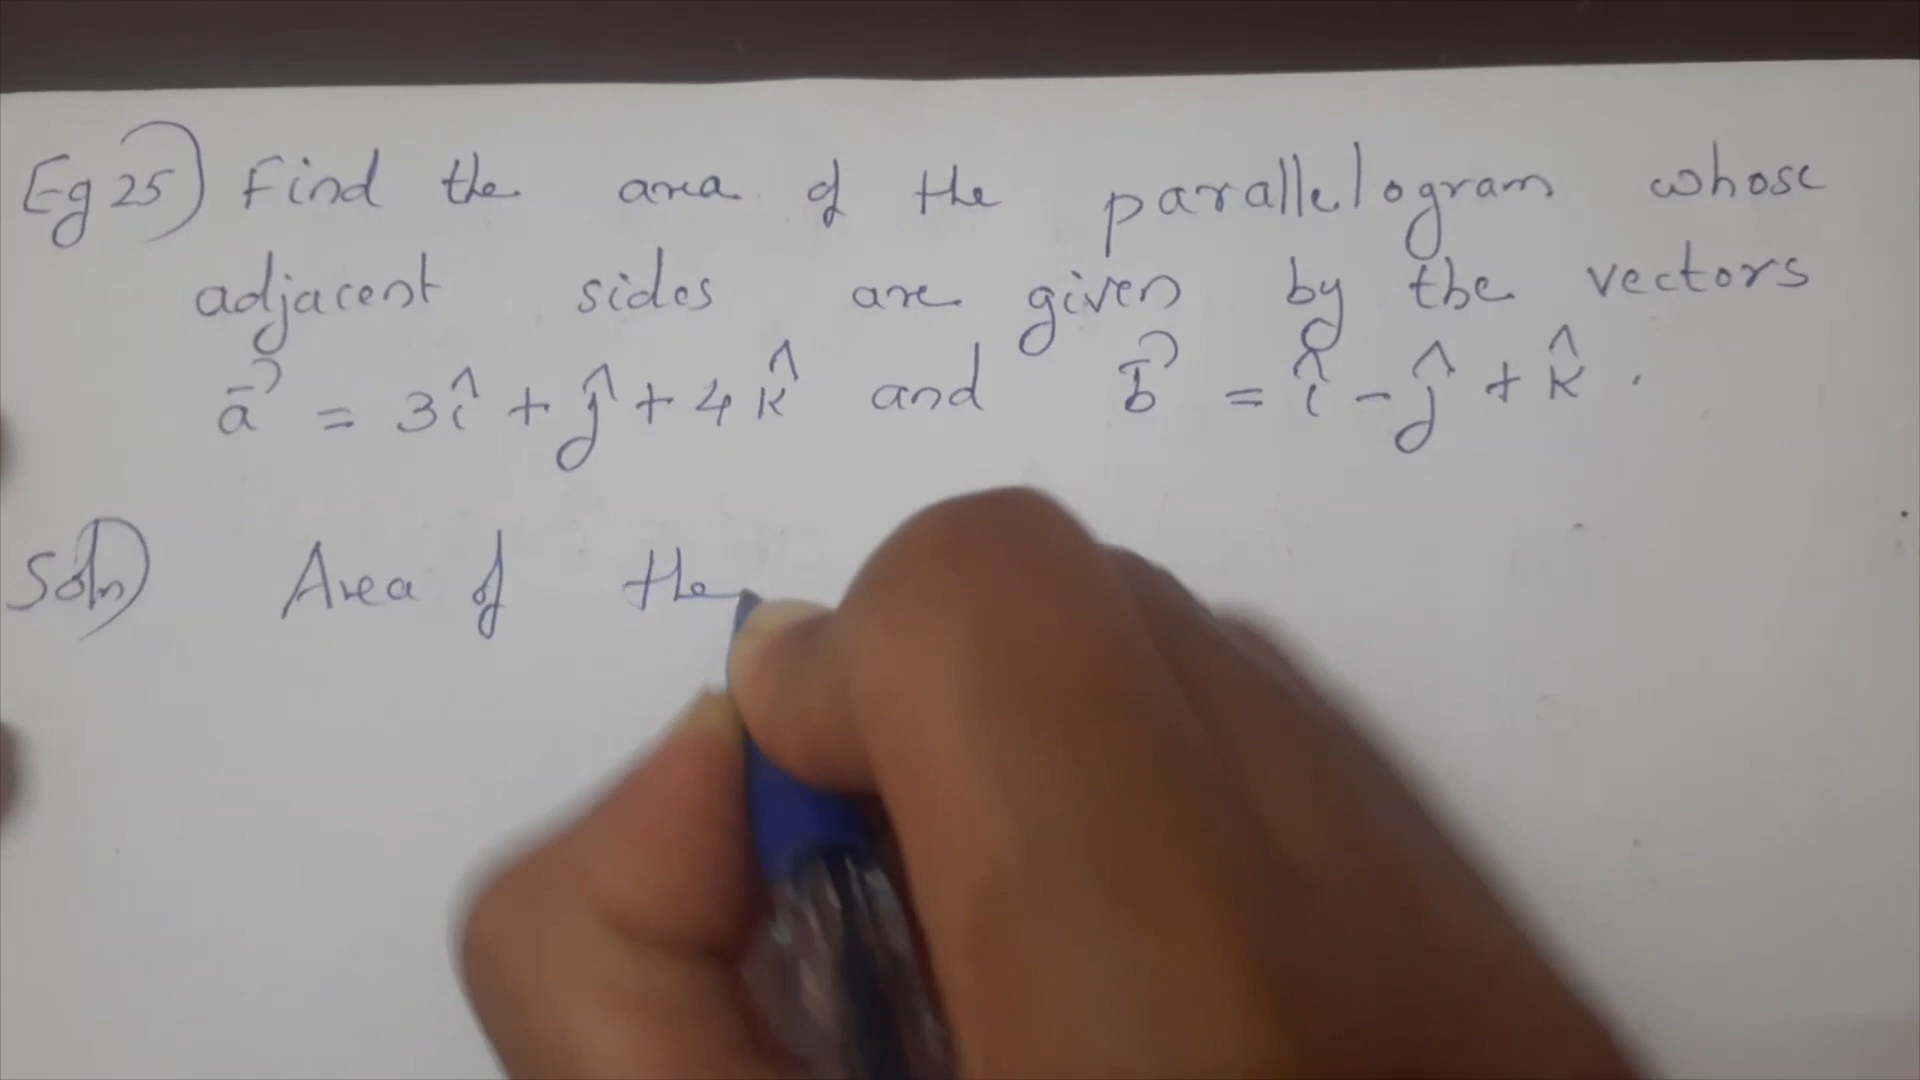 Eg 25) Find the area of the parallelogram whose
adjacent sides are given by the vectors
a⃗ = 3î + ĵ + 4k̂ and b⃗ = î - ĵ + k̂ .
Soln) Area of the